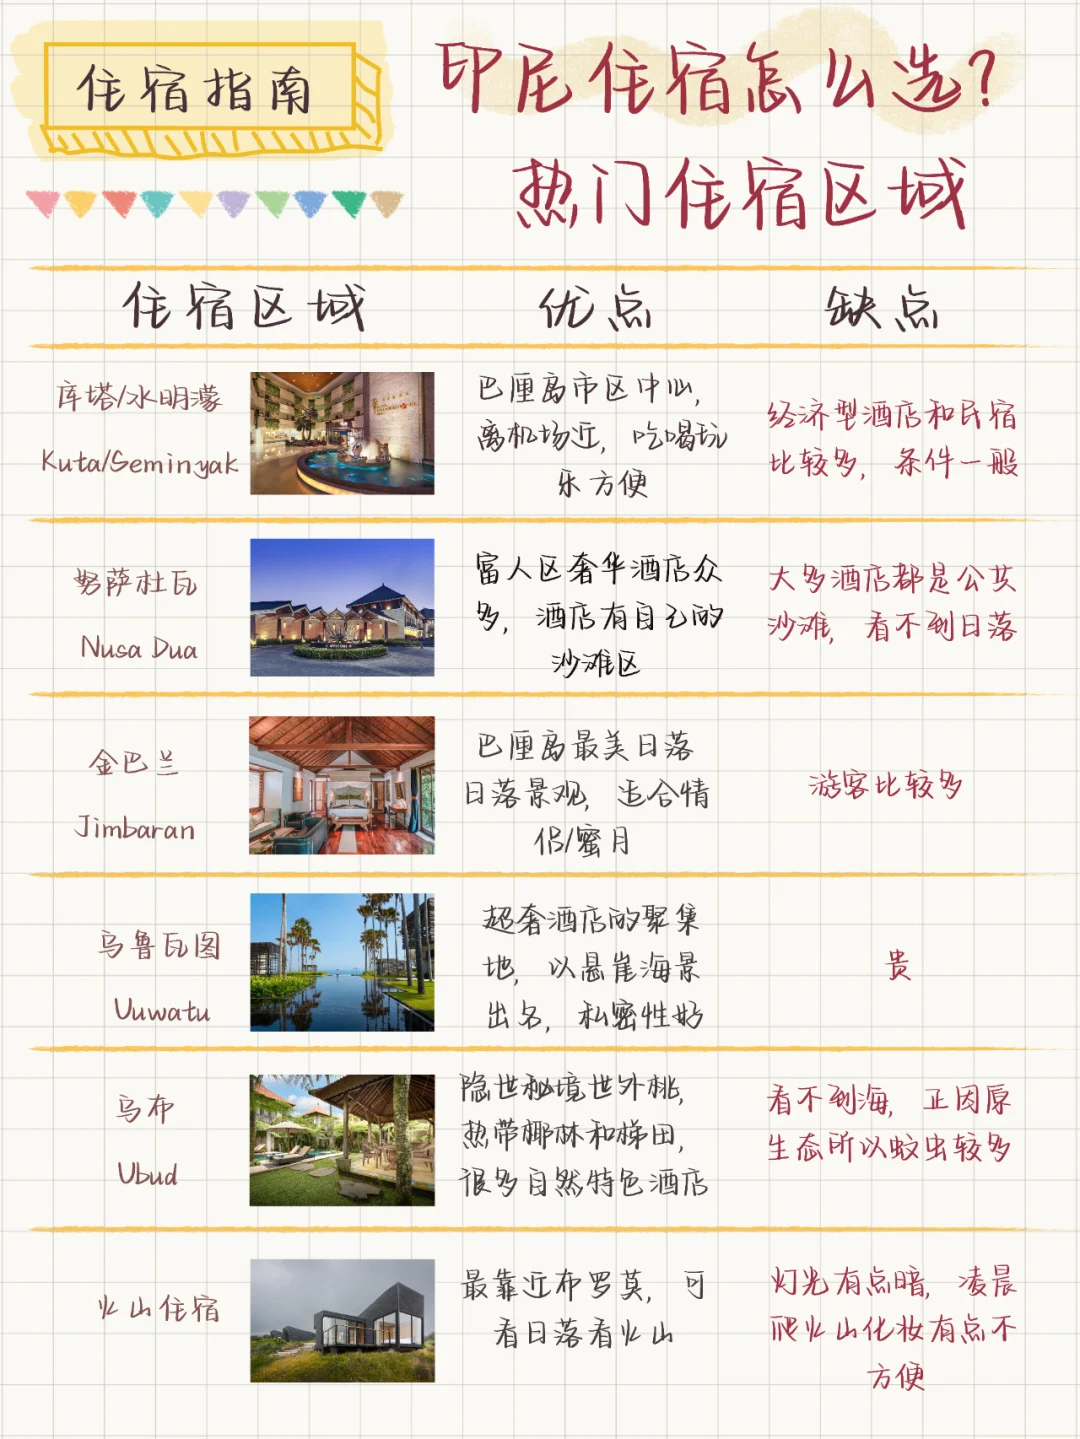 住宿指南
印尼住宿怎么选?
热门住宿区域
住宿区域 优点 缺点
库塔/水明漾
Kuta/Seminyak
巴厘岛市区中心,
离机场近, 吃喝玩
乐方便
经济型酒店和民宿
比较多, 条件一般
努萨杜瓦
Nusa Dua
富人区奢华酒店众
多, 酒店有自己的
沙滩区
大多酒店都是公共
沙滩, 看不到日落
金巴兰
Jimbaran
巴厘岛最美日落
日落景观, 适合情
侣/蜜月
游客比较多
乌鲁瓦图
Uuwatu
超奢酒店的聚集
地, 以悬崖海景
出名, 私密性好
贵
乌布
Ubud
隐世秘境世外桃,
热带椰林和梯田,
很多自然特色酒店
看不到海, 正因原
生态所以蚊虫较多
火山住宿
最靠近布罗莫, 可
看日落看火山
灯光有点暗, 凌晨
爬火山化妆有点不
方便